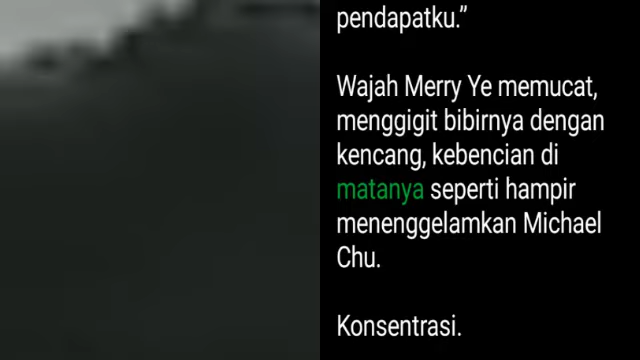 pendapatku.”
Wajah Merry Ye memucat,
menggigit bibirnya dengan
kencang, kebencian di
matanya seperti hampir
menenggelamkan Michael
Chu.
Konsentrasi.